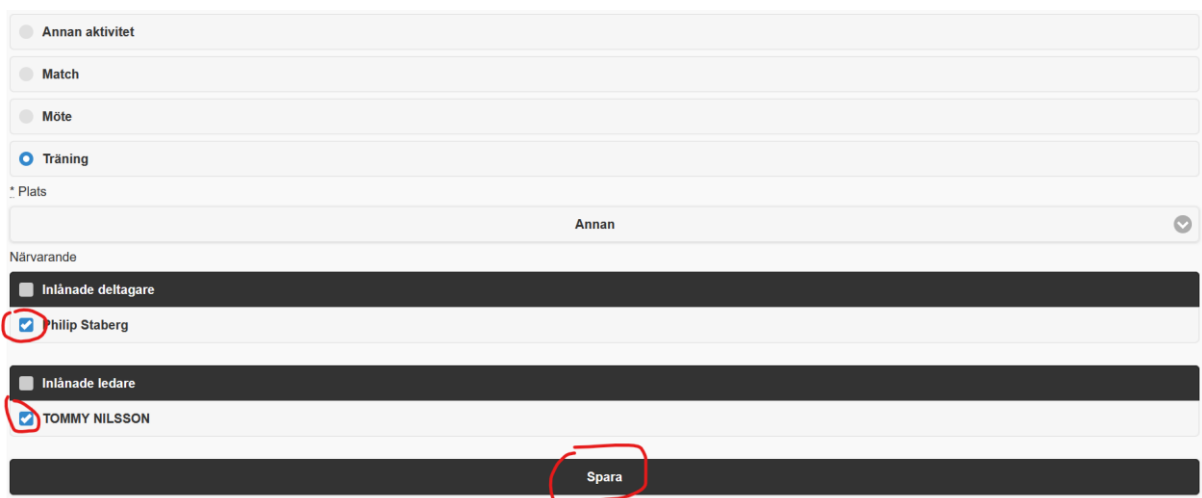 Annan aktivitet
Match
Möte
Träning
* Plats
Annan
Närvarande
Inlånade deltagare
Philip Staberg
Inlånade ledare
TOMMY NILSSON
Spara